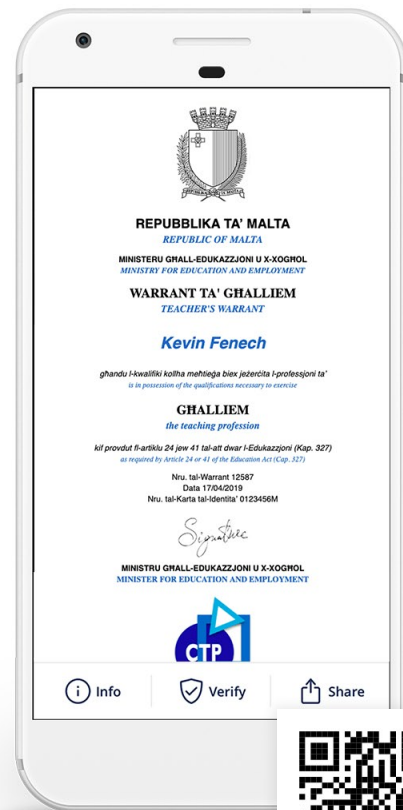 REPUBBLIKA TA' MALTA
REPUBLIC OF MALTA
MINISTERU GĦALL-EDUKAZZJONI U X-XOGĦOL
MINISTRY FOR EDUCATION AND EMPLOYMENT
WARRANT TA' GĦALLIEM
TEACHER'S WARRANT
Kevin Fenech
għandu l-kwalifiki kollha meħtieġa biex jeżerċita l-professjoni ta'
is in possession of the qualifications necessary to exercise
GĦALLIEM
the teaching profession
kif provdut fl-artiklu 24 jew 41 tal-att dwar l-Edukazzjoni (Kap. 327)
as required by Article 24 or 41 of the Education Act (Cap. 327)
Nru. tal-Warrant 12587
Data 17/04/2019
Nru. tal-Karta tal-Identita' 0123456M
Signature
MINISTRU GĦALL-EDUKAZZJONI U X-XOGĦOL
MINISTER FOR EDUCATION AND EMPLOYMENT
CTP
Info Verify Share